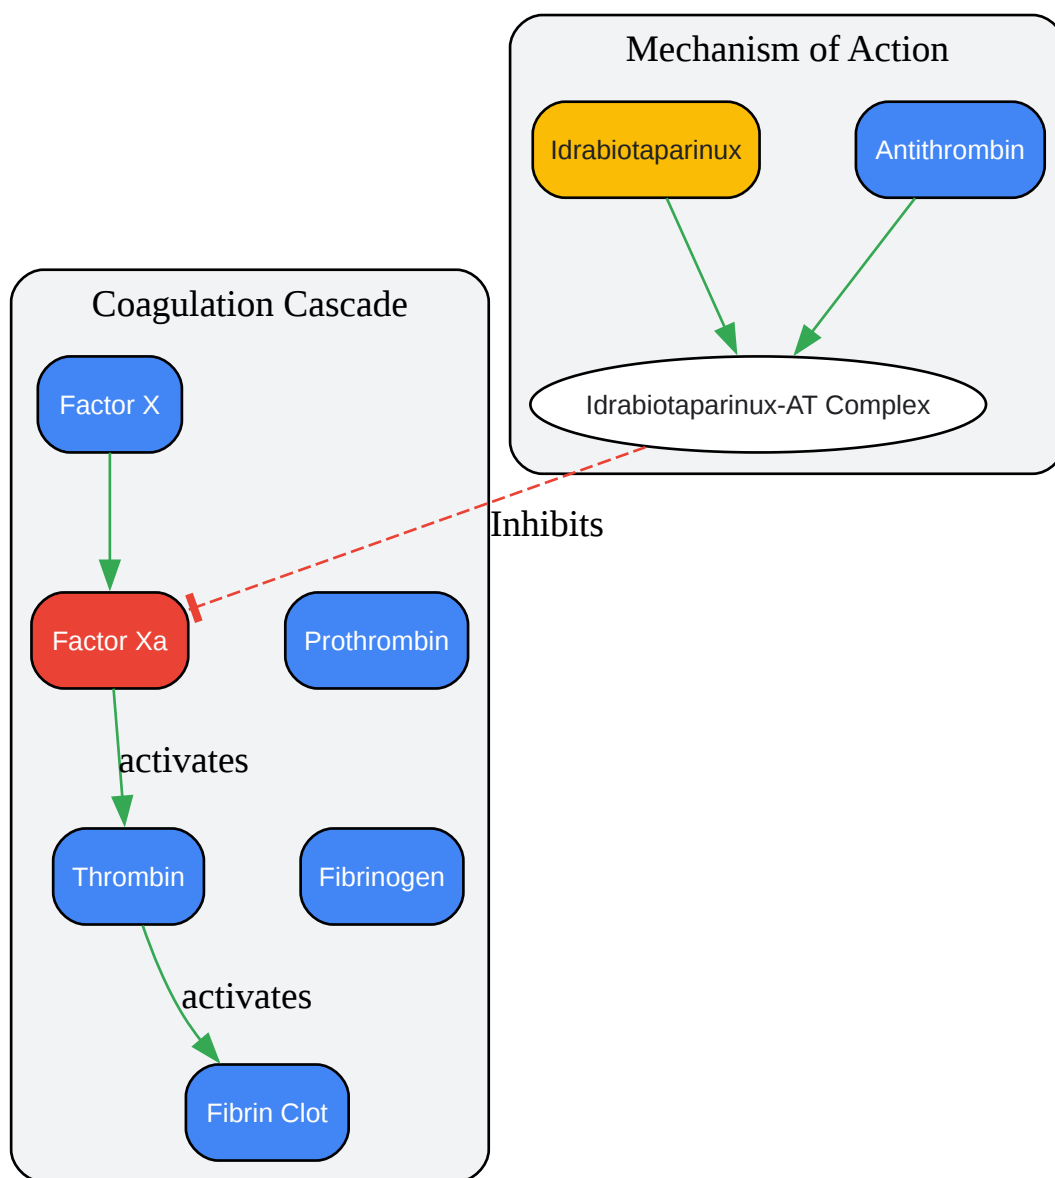 Mechanism of Action
Idrabiotaparinux
Antithrombin
Idrabiotaparinux-AT Complex
Coagulation Cascade
Factor X
Inhibits
Factor Xa
Prothrombin
activates
Thrombin
Fibrinogen
activates
Fibrin Clot